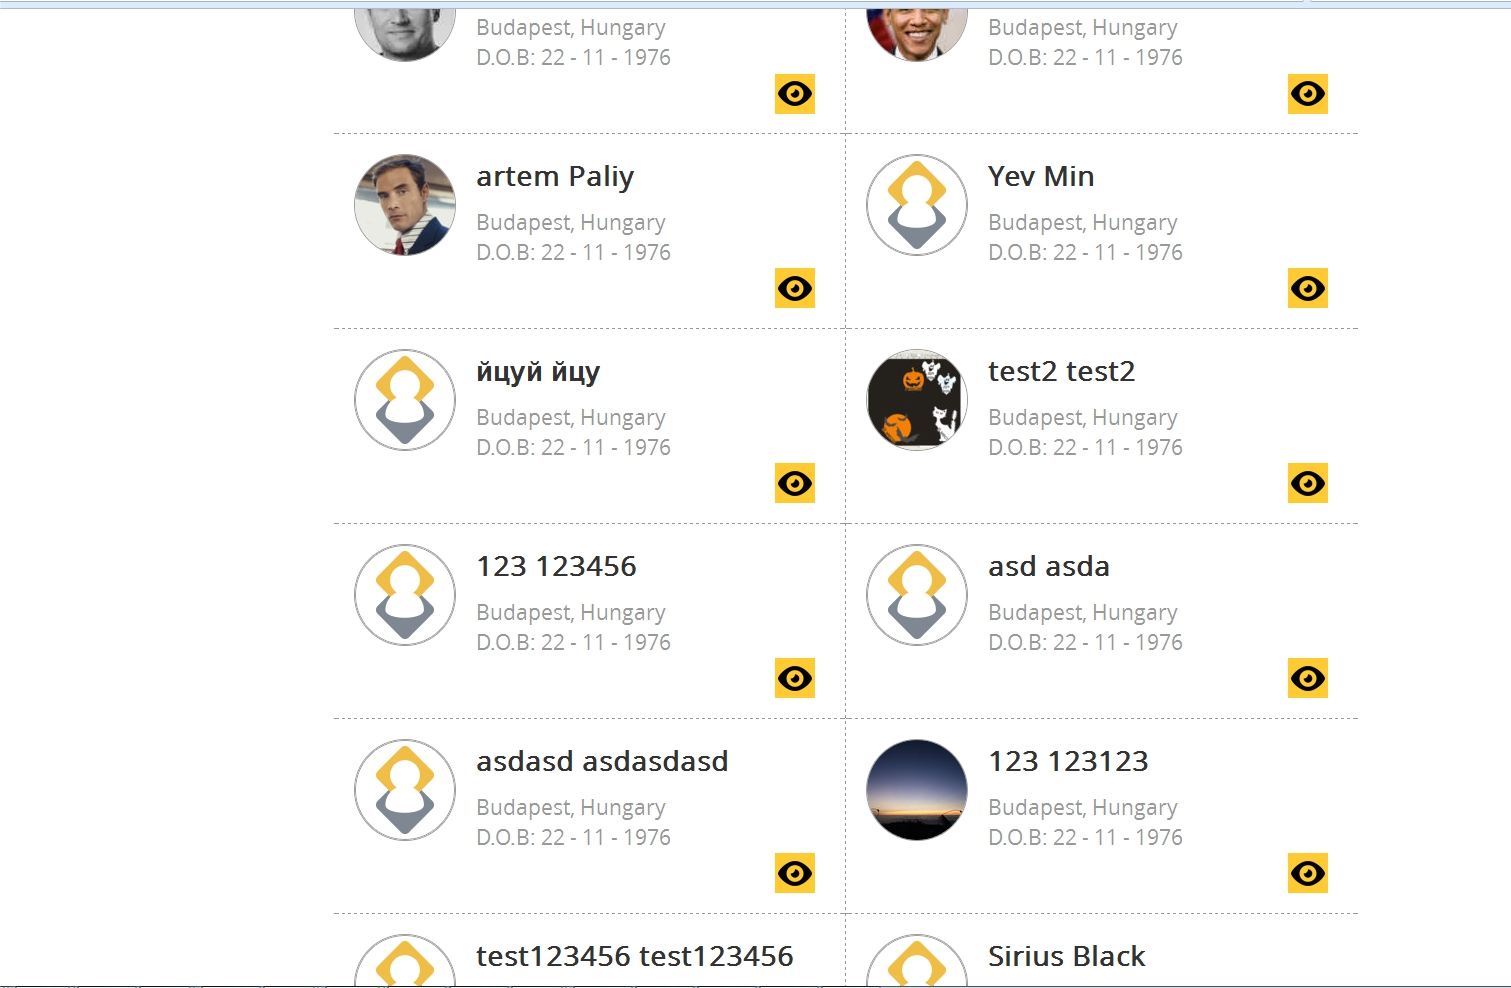 Budapest, Hungary
D.O.B: 22 - 11 - 1976
Budapest, Hungary
D.O.B: 22 - 11 - 1976
artem Paliy
Budapest, Hungary
D.O.B: 22 - 11 - 1976
Yev Min
Budapest, Hungary
D.O.B: 22 - 11 - 1976
йцуй йцу
Budapest, Hungary
D.O.B: 22 - 11 - 1976
test2 test2
Budapest, Hungary
D.O.B: 22 - 11 - 1976
123 123456
Budapest, Hungary
D.O.B: 22 - 11 - 1976
asd asda
Budapest, Hungary
D.O.B: 22 - 11 - 1976
asdasd asdasdasd
Budapest, Hungary
D.O.B: 22 - 11 - 1976
123 123123
Budapest, Hungary
D.O.B: 22 - 11 - 1976
test123456 test123456
Sirius Black